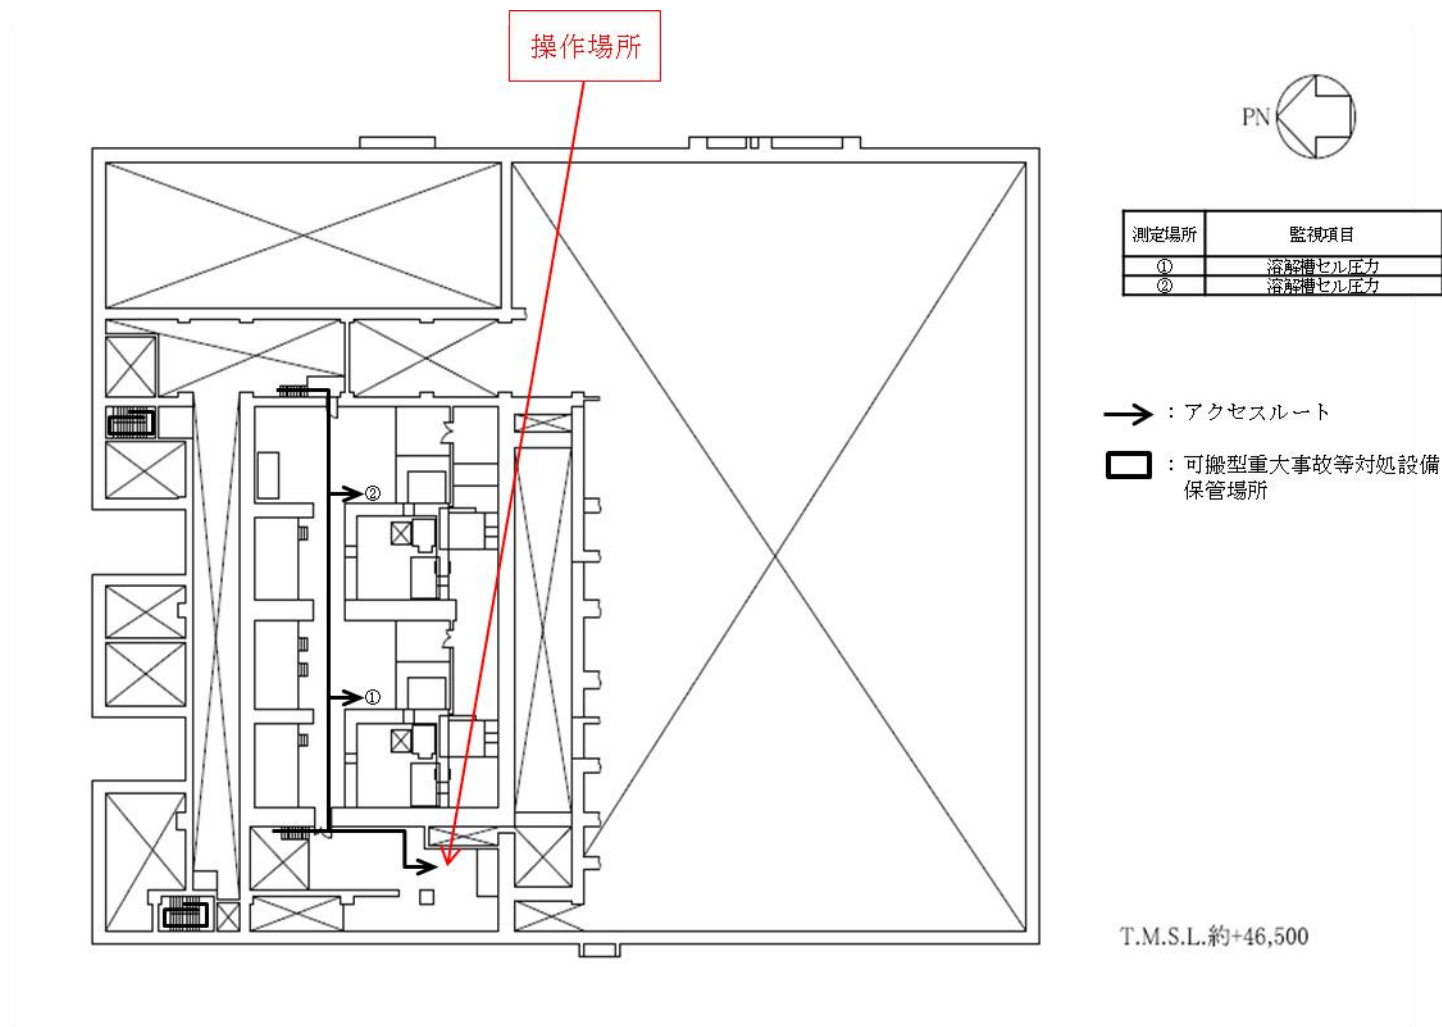 操作場所
PN
測定場所 監視項目
① 溶解槽セル圧力
② 溶解槽セル圧力
：アクセスルート
：可搬型重大事故等対処設備
保管場所
②
①
T.M.S.L.約+46,500